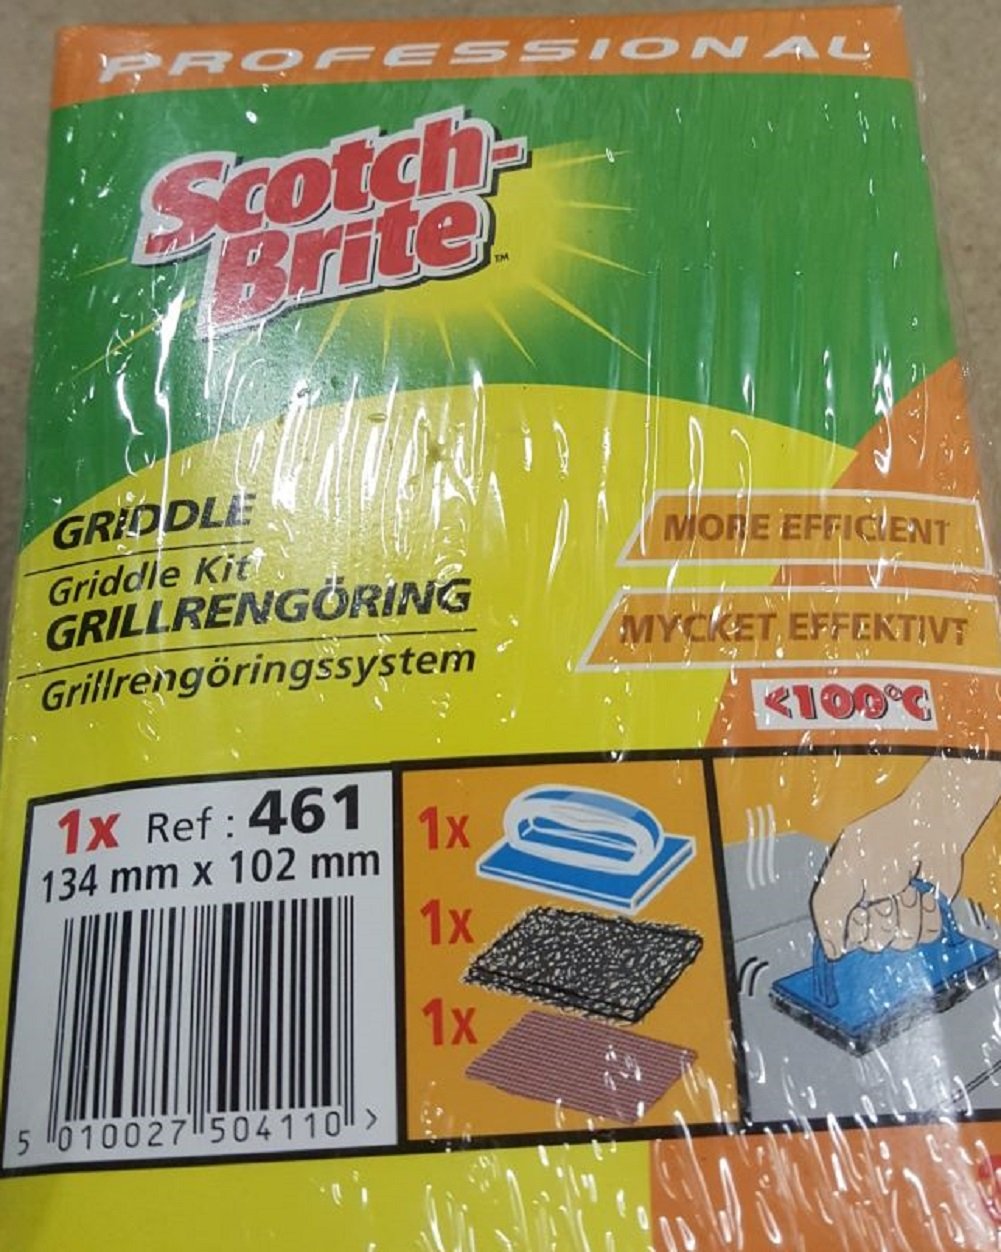 PROFESSIONAL
Scotch-
Brite™
GRIDDLE
Griddle Kit
GRILLRENGÖRING
Grillrengöringssystem
MORE EFFICIENT
MYCKET EFFEKTIVT
<100°C
1x Ref : 461
134 mm x 102 mm
5 010027 504110 >
1x
1x
1x